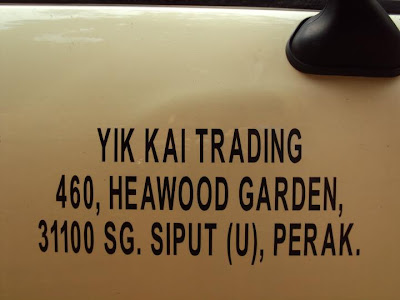 YIK KAI TRADING
460, HEAWOOD GARDEN,
31100 SG. SIPUT (U), PERAK.